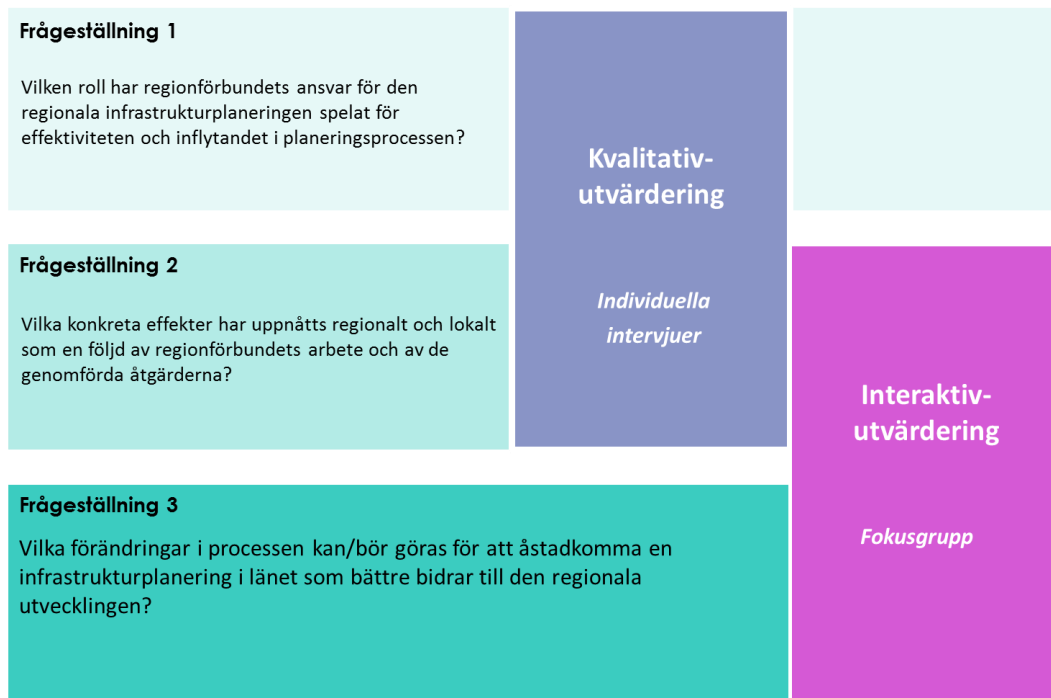 Frågeställning 1
Vilken roll har regionförbundets ansvar för den
regionala infrastrukturplaneringen spelat för
effektiviteten och inflytandet i planeringsprocessen?
Kvalitativ-
utvärdering
Individuella
intervjuer
Frågeställning 2
Vilka konkreta effekter har uppnåtts regionalt och lokalt
som en följd av regionförbundets arbete och av de
genomförda åtgärderna?
Interaktiv-
utvärdering
Fokusgrupp
Frågeställning 3
Vilka förändringar i processen kan/bör göras för att åstadkomma en
infrastrukturplanering i länet som bättre bidrar till den regionala
utvecklingen?